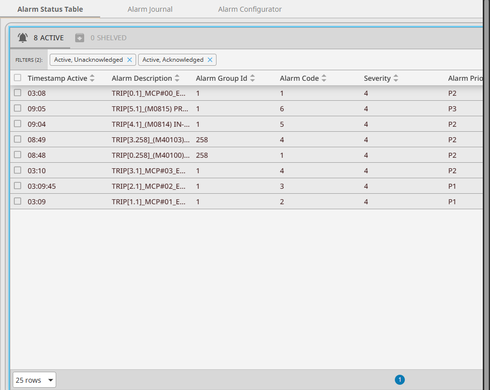 Alarm Status Table Alarm Journal Alarm Configurator
8 ACTIVE 0 SHELVED
FILTERS (2): Active, Unacknowledged Active, Acknowledged
Timestamp Active Alarm Description Alarm Group Id Alarm Code Severity Alarm Prio
03:08 TRIP[0.1]_MCP#00_E... 1 1 4 P2
09:05 TRIP[5.1]_(M0815) PR... 1 6 4 P3
09:04 TRIP[4.1]_(M0814) IN-... 1 5 4 P2
08:49 TRIP[3.258]_(M40103)... 258 4 4 P2
08:48 TRIP[0.258]_(M40100)... 258 1 4 P2
03:10 TRIP[3.1]_MCP#03_E... 1 4 4 P2
03:09:45 TRIP[2.1]_MCP#02_E... 1 3 4 P1
03:09 TRIP[1.1]_MCP#01_E... 1 2 4 P1
25 rows 1